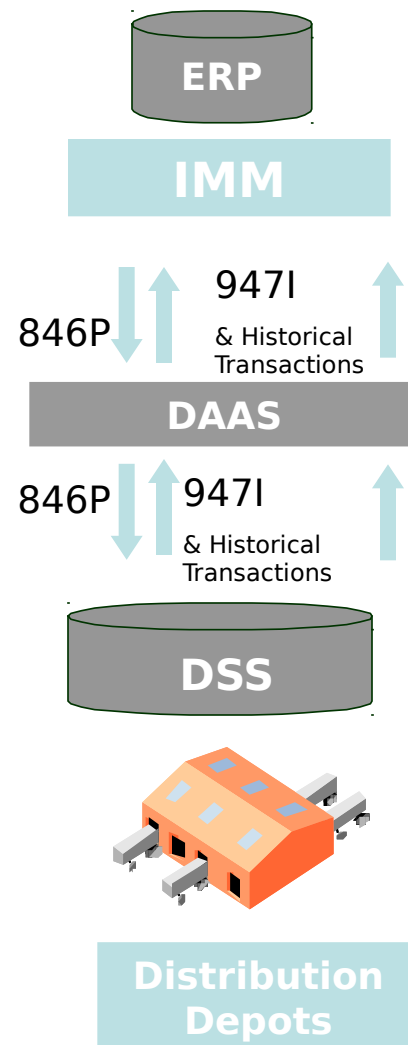 ERP
IMM
846P
947I
& Historical
Transactions
DAAS
846P
947I
& Historical
Transactions
DSS
Distribution
Depots